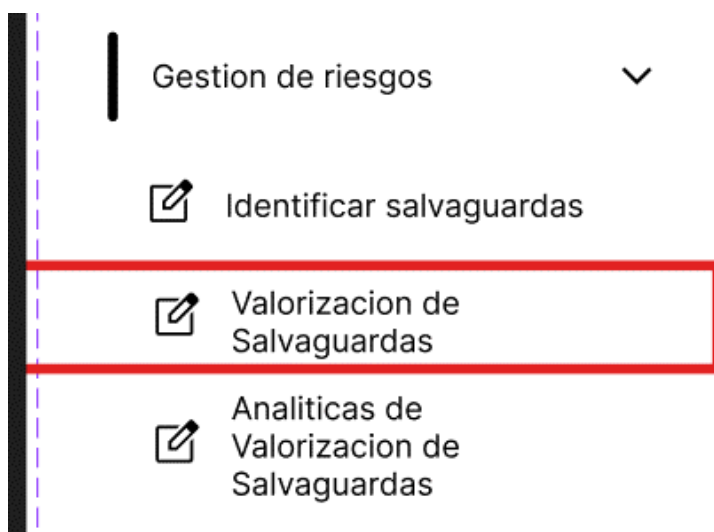 Gestion de riesgos
Identificar salvaguardas
Valorizacion de
Salvaguardas
Analiticas de
Valorizacion de
Salvaguardas